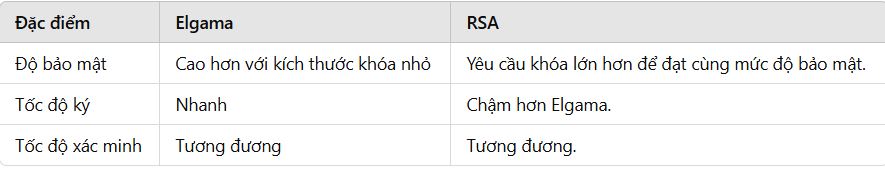 Đặc điểm Elgama RSA
Độ bảo mật Cao hơn với kích thước khóa nhỏ Yêu cầu khóa lớn hơn để đạt cùng mức độ bảo mật.
Tốc độ ký Nhanh Chậm hơn Elgama.
Tốc độ xác minh Tương đương Tương đương.